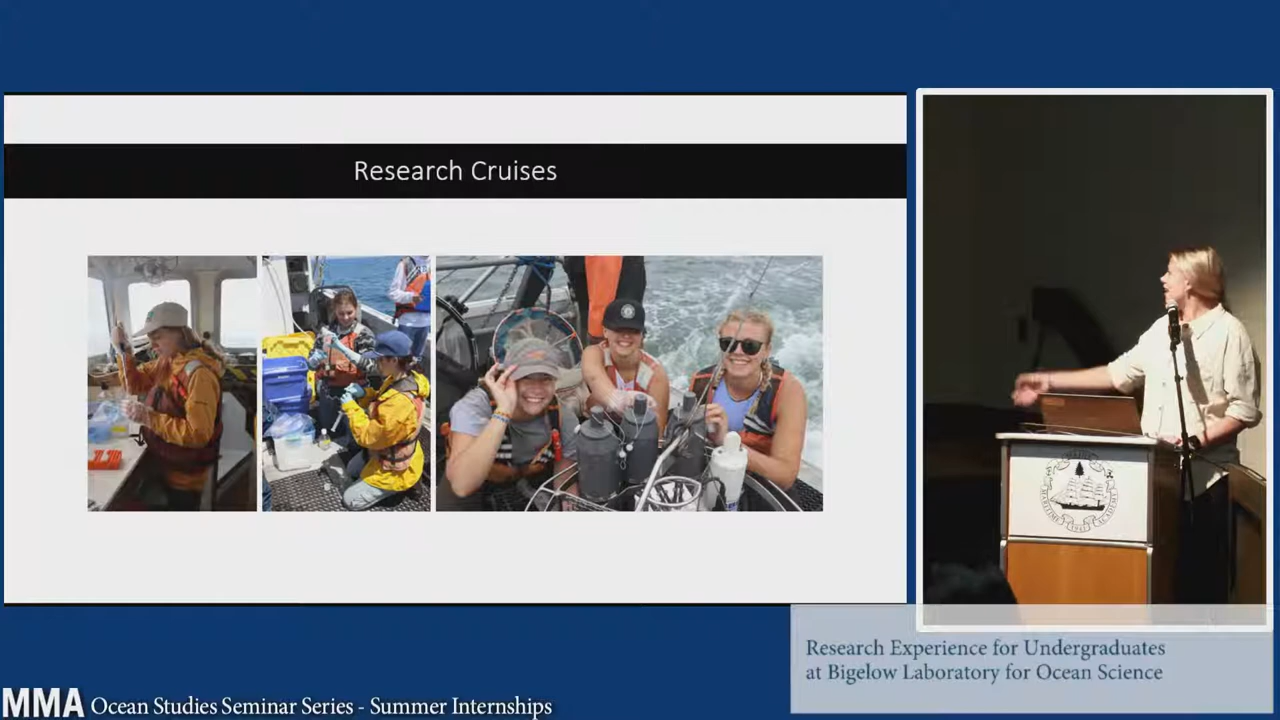 Research Cruises
Research Experience for Undergraduates
at Bigelow Laboratory for Ocean Science
MMA Ocean Studies Seminar Series - Summer Internships